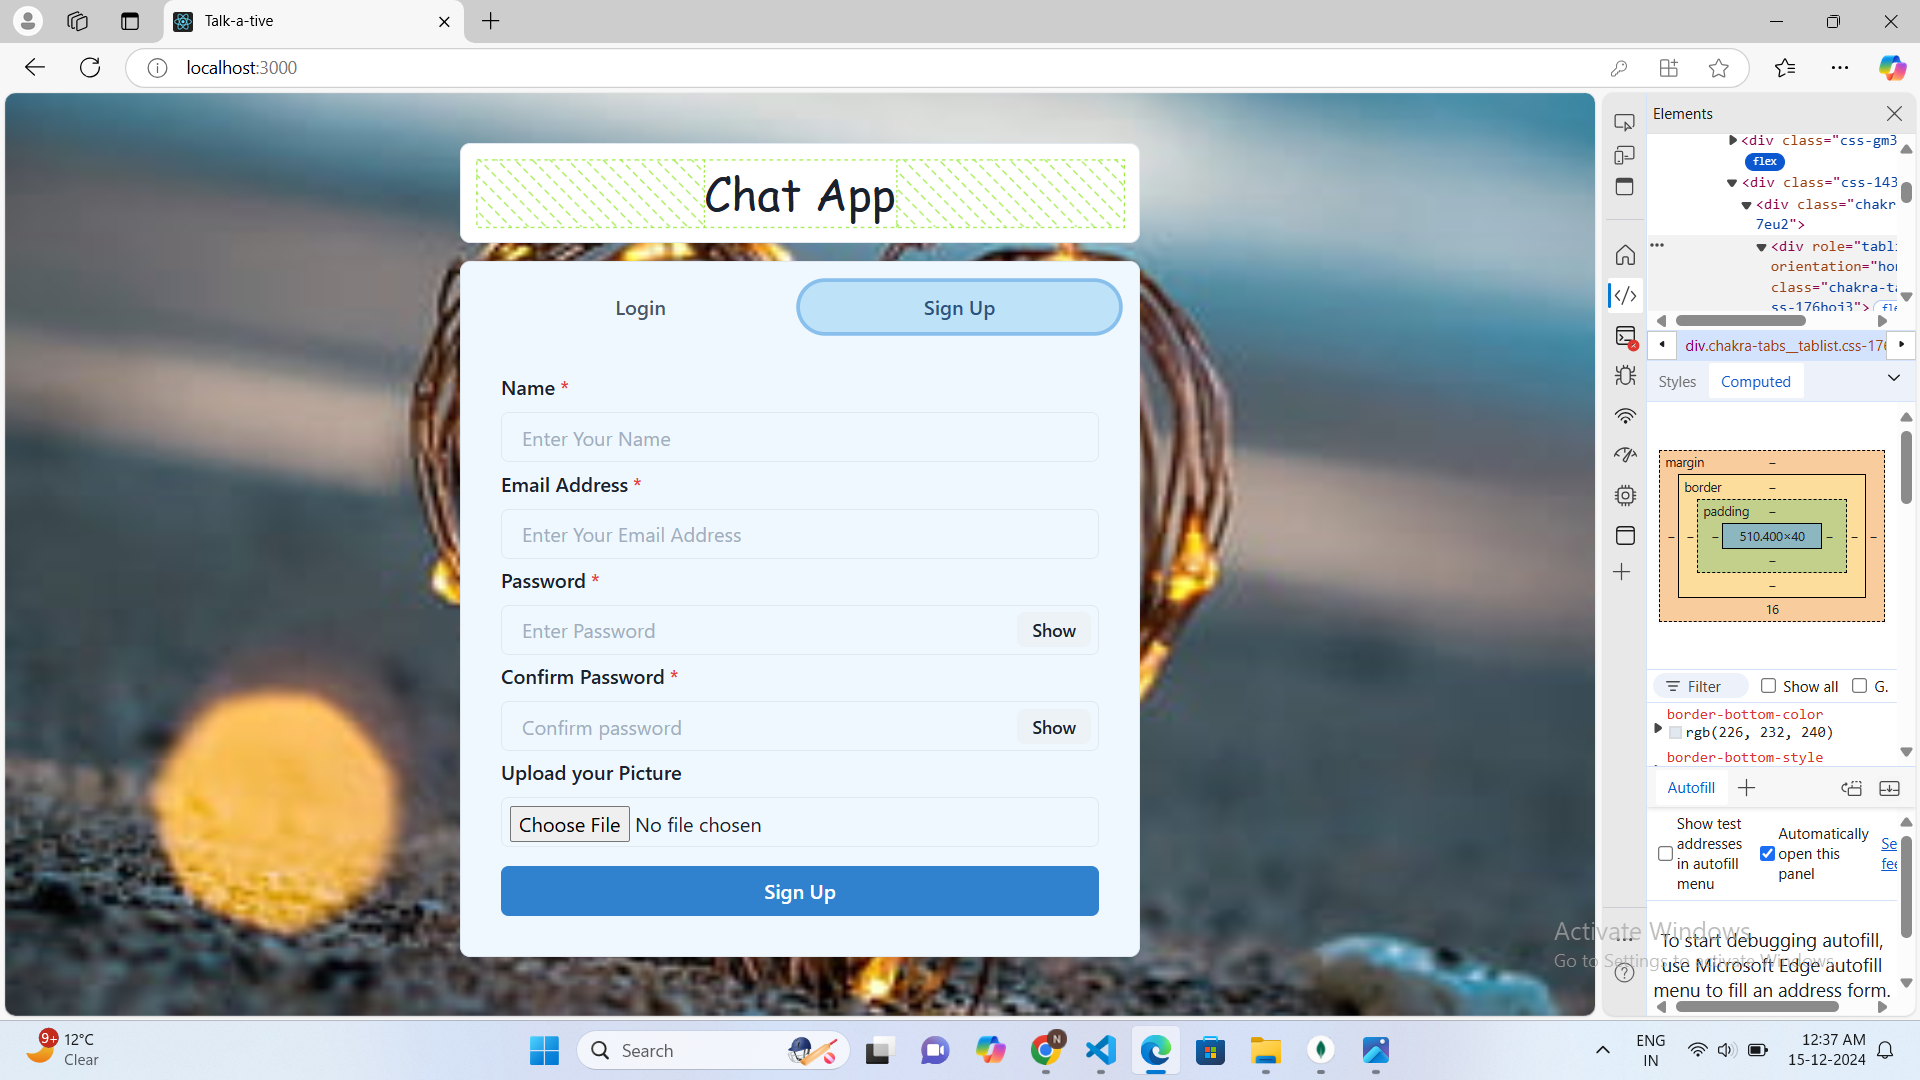 Talk-a-tive
localhost:3000
Chat App
Login
Sign Up
Name *
Enter Your Name
Email Address *
Enter Your Email Address
Password *
Enter Password
Show
Confirm Password *
Confirm password
Show
Upload your Picture
Choose File No file chosen
Sign Up
Elements
<div class="css-gm3
flex
<div class="css-143
<div class="chakr
7eu2">
<div role="tabl
orientation="ho
class="chakra-ta
ss-176hoj3">
div.chakra-tabs__tablist.css-176
Styles
Computed
margin
–
border
–
padding
–
– – – 510.400×40 – – –
–
–
16
Filter
Show all
G.
border-bottom-color
rgb(226, 232, 240)
border-bottom-style
Autofill
Show test
addresses
in autofill
menu
Automatically
open this
panel
Se
fee
To start debugging autofill,
use Microsoft Edge autofill
menu to fill an address form.
Activate Windows
Go to Settings to activate Windows.
9+
12°C
Clear
Search
N
ENG
IN
12:37 AM
15-12-2024